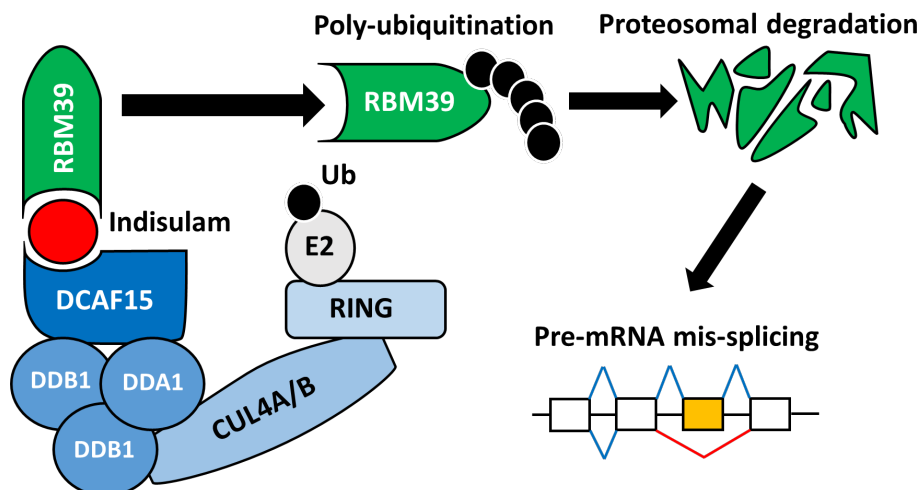 Poly-ubiquitination
Proteosomal degradation
RBM39
RBM39
Ub
Indisulam
E2
DCAF15
RING
Pre-mRNA mis-splicing
DDB1
DDA1
CUL4A/B
DDB1